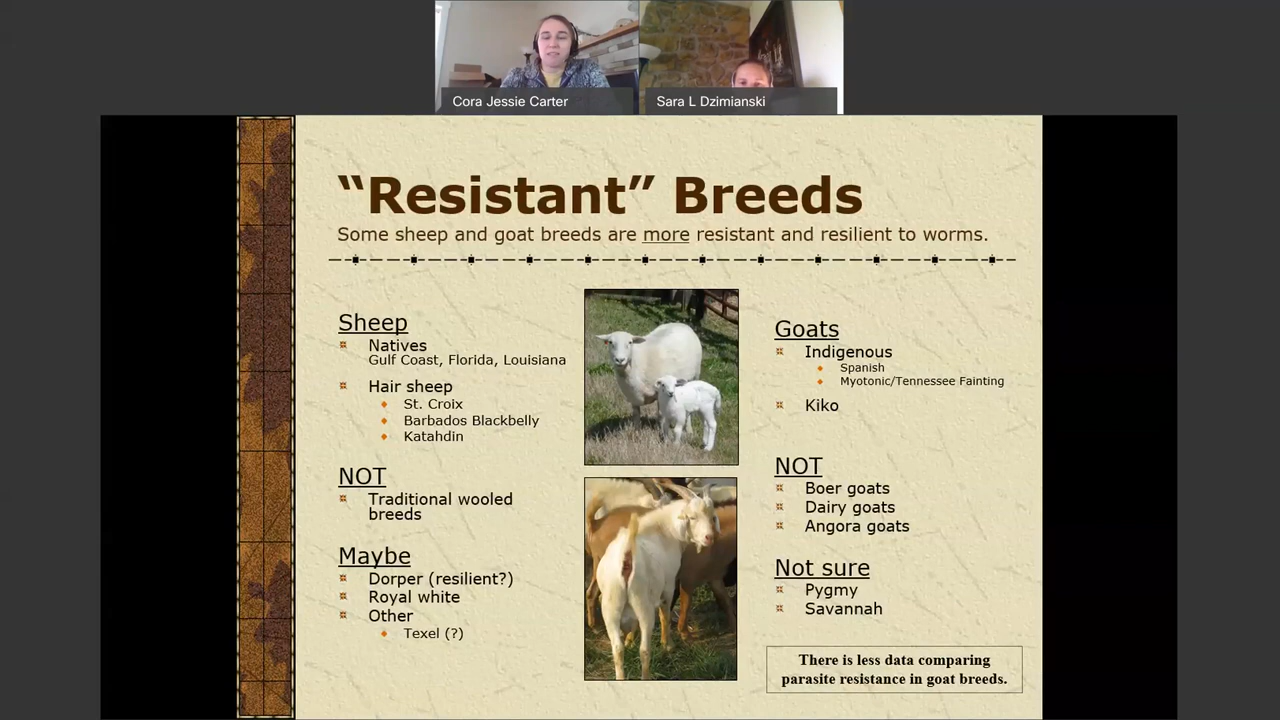 Cora Jessie Carter
Sara L Dzimianski
“Resistant” Breeds
Some sheep and goat breeds are more resistant and resilient to worms.
Sheep
Natives
Gulf Coast, Florida, Louisiana
Hair sheep
St. Croix
Barbados Blackbelly
Katahdin
NOT
Traditional wooled
breeds
Maybe
Dorper (resilient?)
Royal white
Other
Texel (?)
Goats
Indigenous
Spanish
Myotonic/Tennessee Fainting
Kiko
NOT
Boer goats
Dairy goats
Angora goats
Not sure
Pygmy
Savannah
There is less data comparing
parasite resistance in goat breeds.